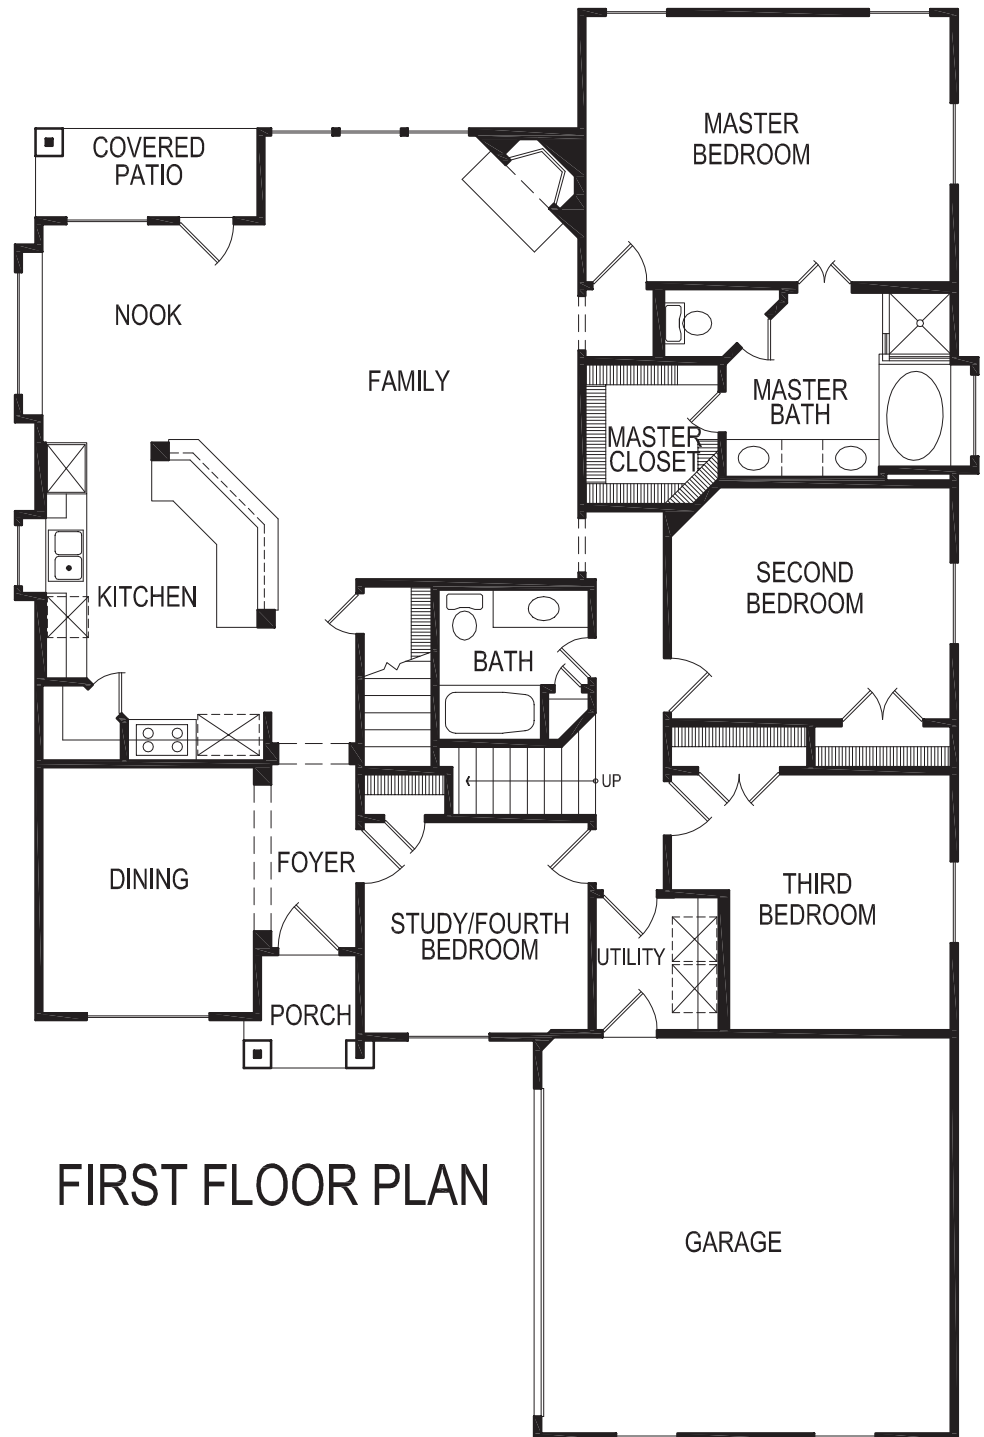 MASTER
BEDROOM
COVERED
PATIO
NOOK
FAMILY
MASTER
BATH
MASTER
CLOSET
SECOND
BEDROOM
KITCHEN
BATH
UP
DINING
FOYER
THIRD
BEDROOM
STUDY/FOURTH
BEDROOM
UTILITY
PORCH
FIRST FLOOR PLAN
GARAGE